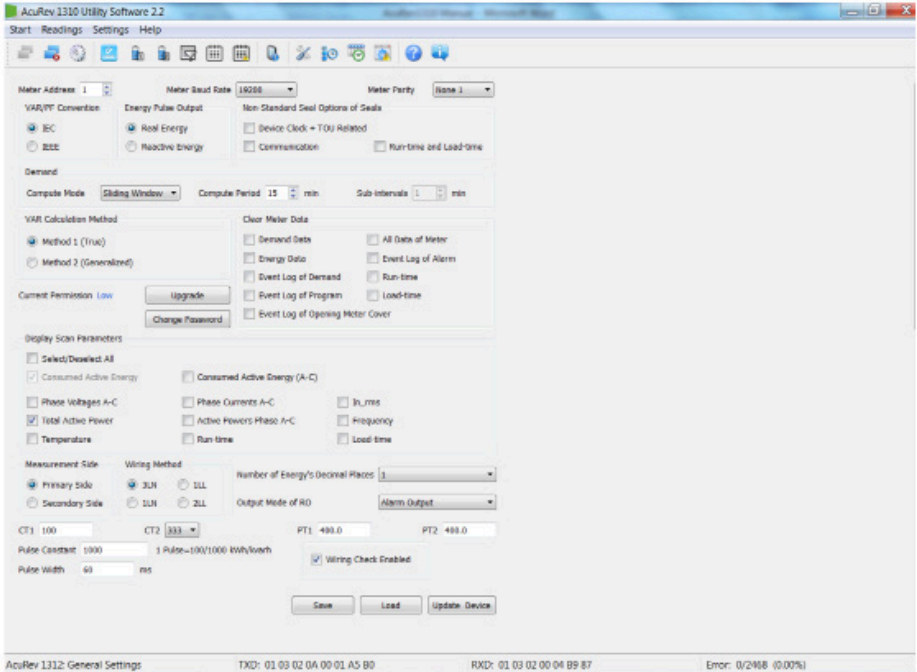 AcuRev 1310 Utility Software 2.2
Start Readings Settings Help
Meter Address 1 Meter Baud Rate 19200 Meter Parity None 1
VAR/PF Convention Energy Pulse Output Non-Standard Seal Options of Seals
IEC Real Energy Device Clock + TOU Related
IEEE Reactive Energy Communication Run-time and Load-time
Demand
Compute Mode Sliding Window Compute Period 15 min Sub-intervals 1 min
VAR Calculation Method Clear Meter Data
Method 1 (True) Demand Data All Data of Meter
Method 2 (Generalized) Energy Data Event Log of Alarm
Event Log of Demand Run-time
Current Permission Low Upgrade Event Log of Program Load-time
Change Password Event Log of Opening Meter Cover
Display Scan Parameters
Select/Deselect All
Consumed Active Energy Consumed Active Energy (A-C)
Phase Voltages A-C Phase Currents A-C In_rms
Total Active Power Active Powers Phase A-C Frequency
Temperature Run-time Load-time
Measurement Side Wiring Method Number of Energy's Decimal Places 1
Primary Side 3LN 1LL
Secondary Side 1LN 2LL Output Mode of RO Alarm Output
CT1 100 CT2 333 PT1 400.0 PT2 400.0
Pulse Constant 1000 1 Pulse=100/1000 kWh/kvarh
Wiring Check Enabled
Pulse Width 60 ms
Save Load Update Device
AcuRev 1312: General Settings TXD: 01 03 02 0A 00 01 A5 B0 RXD: 01 03 02 00 04 B9 87 Error: 0/2468 (0.00%)